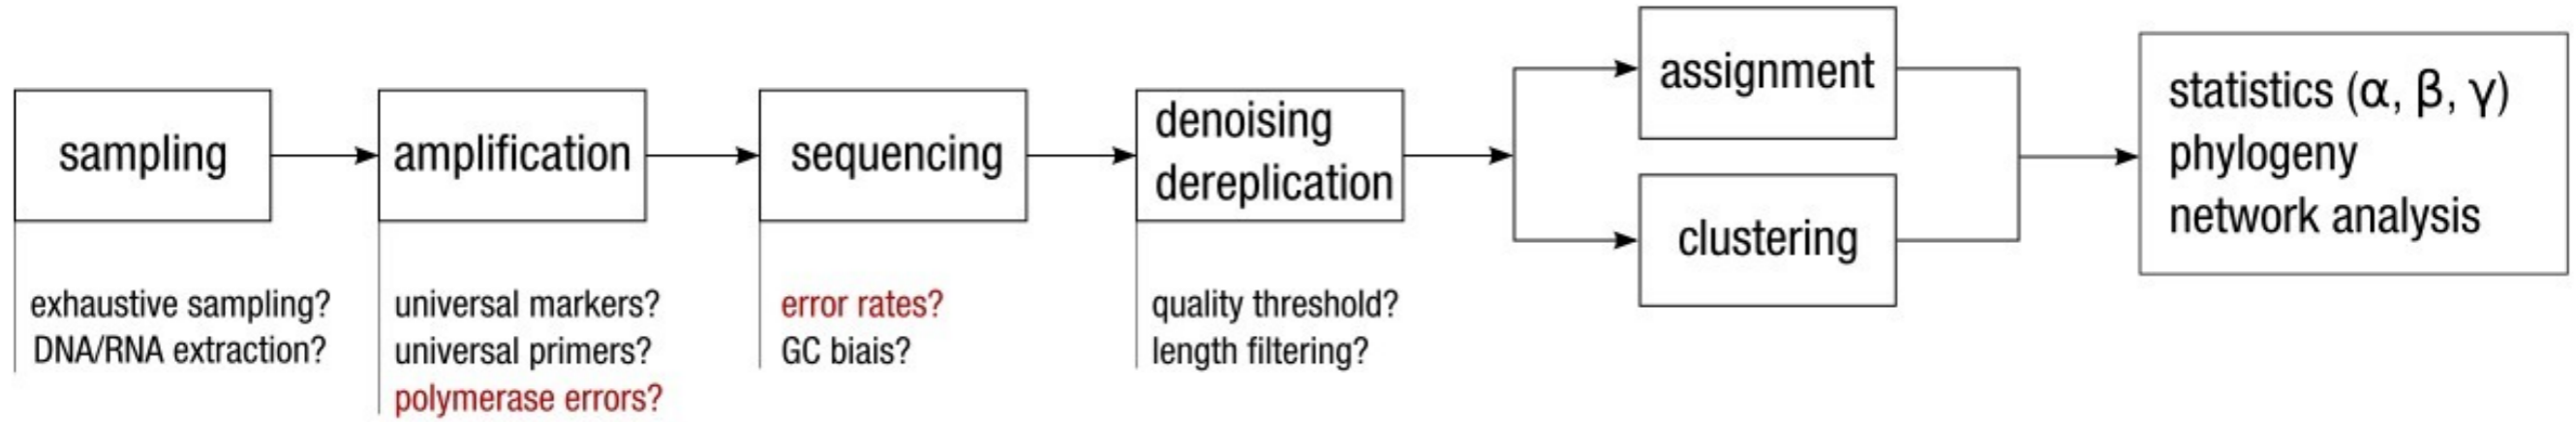 sampling
exhaustive sampling?
DNA/RNA extraction?
amplification
universal markers?
universal primers?
polymerase errors?
sequencing
error rates?
GC biais?
denoising
dereplication
quality threshold?
length filtering?
assignment
clustering
statistics (α, β, γ)
phylogeny
network analysis